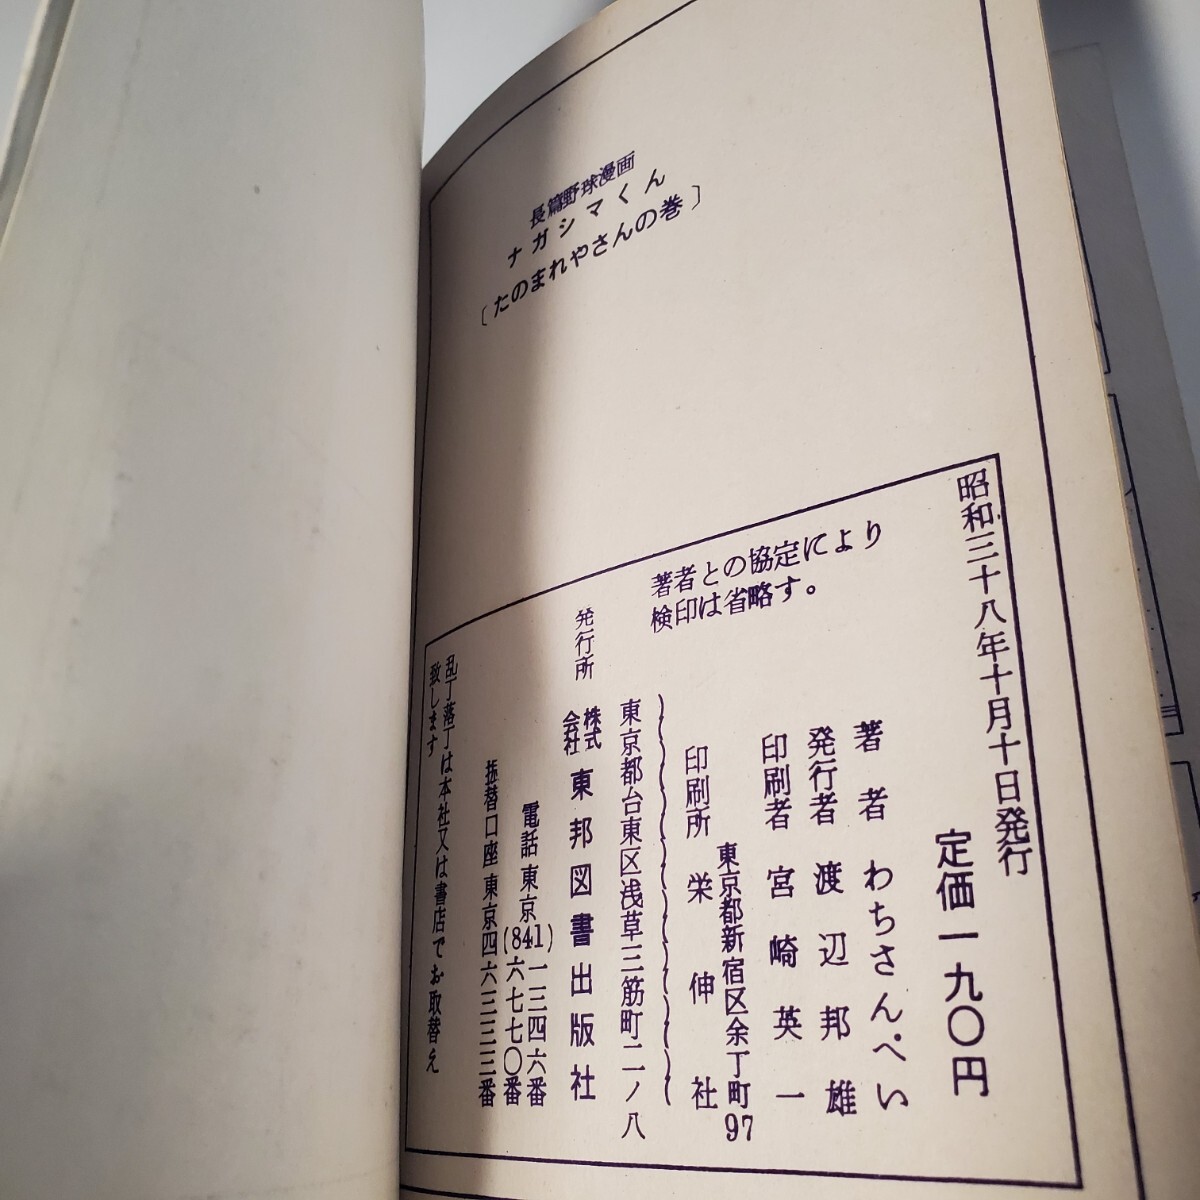 長篇野球漫画
ナガシマくん
〔たのまれやさんの巻〕
昭和三十八年十月十日発行
定価一九〇円
著者 わちさんぺい
発行者 渡辺邦雄
印刷者 宮崎英一
東京都新宿区余丁町97
印刷所 栄伸社
著者との協定により
検印は省略す。
東京都台東区浅草三筋町二ノ八
発行所 株式会社 東邦図書出版社
電話 東京(841)一三四六番
六七七〇番
振替口座 東京四六三三三番
乱丁落丁は本社又は書店でお取替え
致します